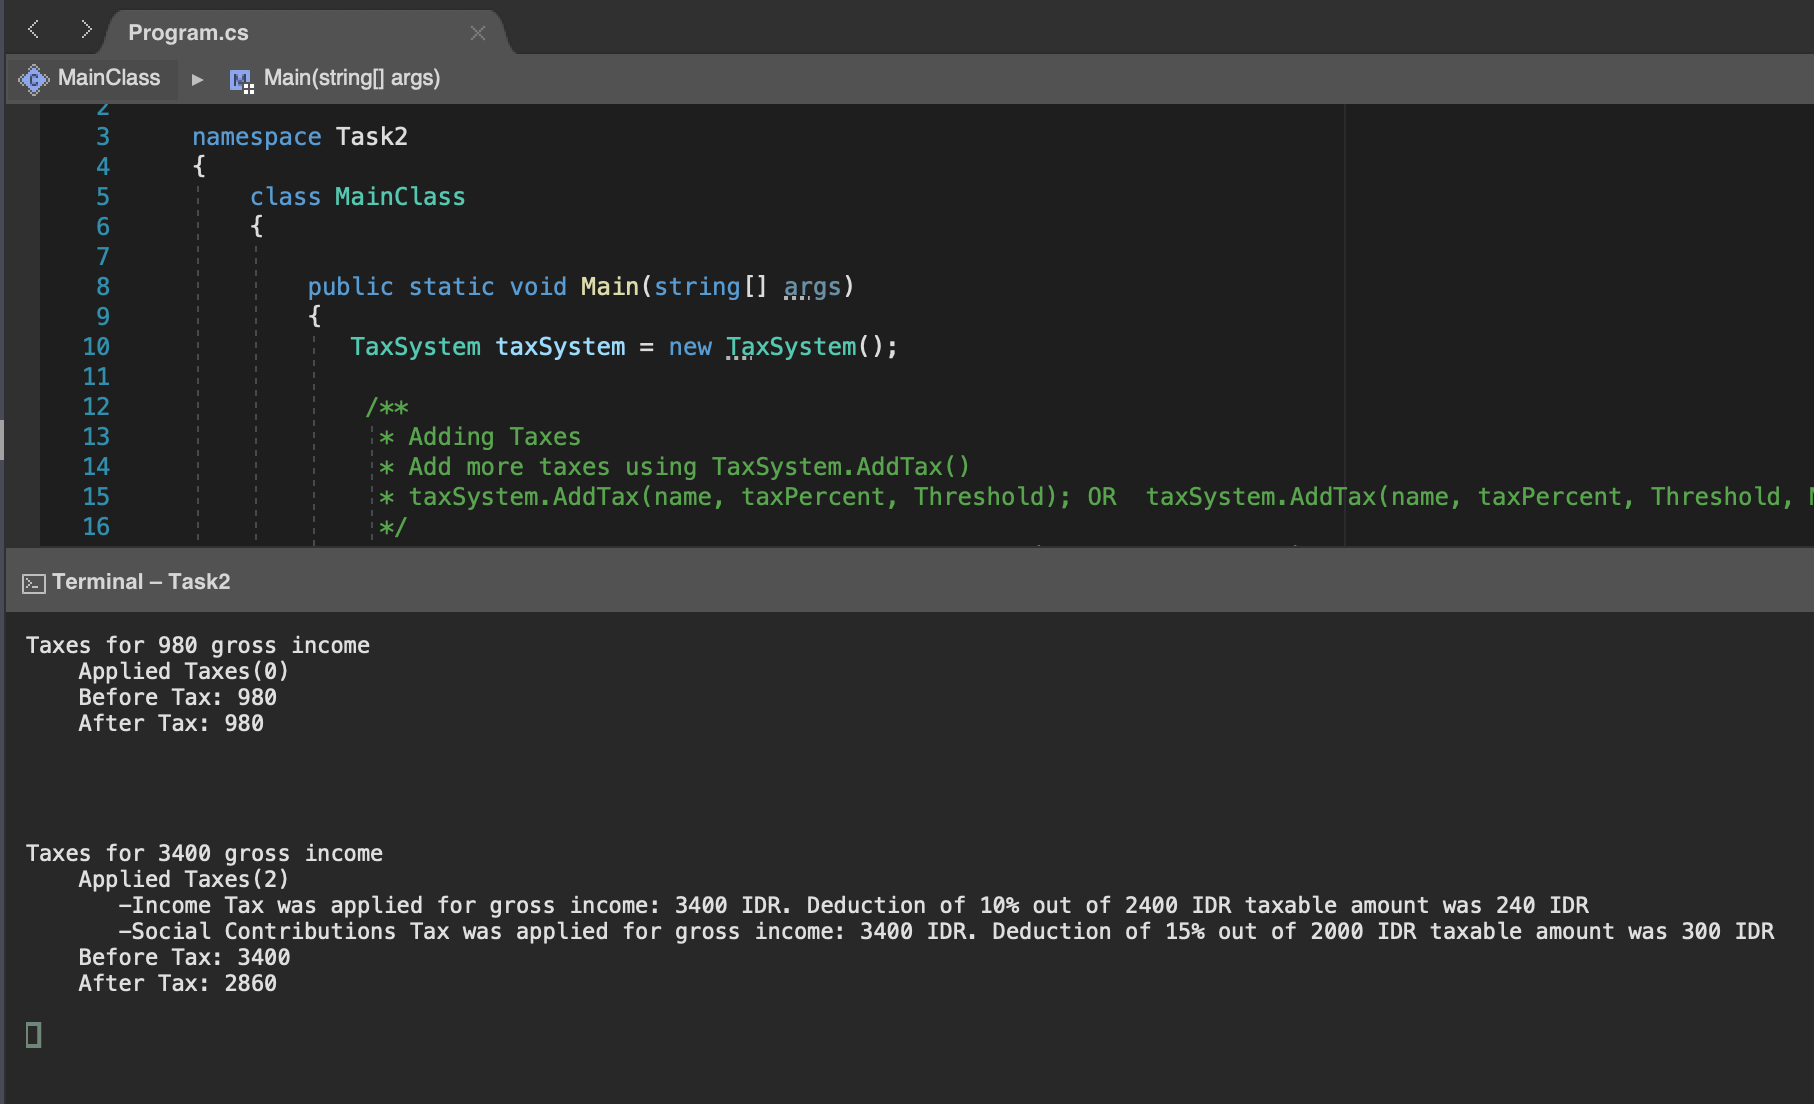 Program.cs
MainClass ▸ Main(string[] args)
2
3 namespace Task2
4 {
5 class MainClass
6 {
7
8 public static void Main(string[] args)
9 {
10 TaxSystem taxSystem = new TaxSystem();
11
12 /**
13 * Adding Taxes
14 * Add more taxes using TaxSystem.AddTax()
15 * taxSystem.AddTax(name, taxPercent, Threshold); OR  taxSystem.AddTax(name, taxPercent, Threshold,
16 */
Terminal – Task2
Taxes for 980 gross income
Applied Taxes(0)
Before Tax: 980
After Tax: 980
Taxes for 3400 gross income
Applied Taxes(2)
-Income Tax was applied for gross income: 3400 IDR. Deduction of 10% out of 2400 IDR taxable amount was 240 IDR
-Social Contributions Tax was applied for gross income: 3400 IDR. Deduction of 15% out of 2000 IDR taxable amount was 300 IDR
Before Tax: 3400
After Tax: 2860